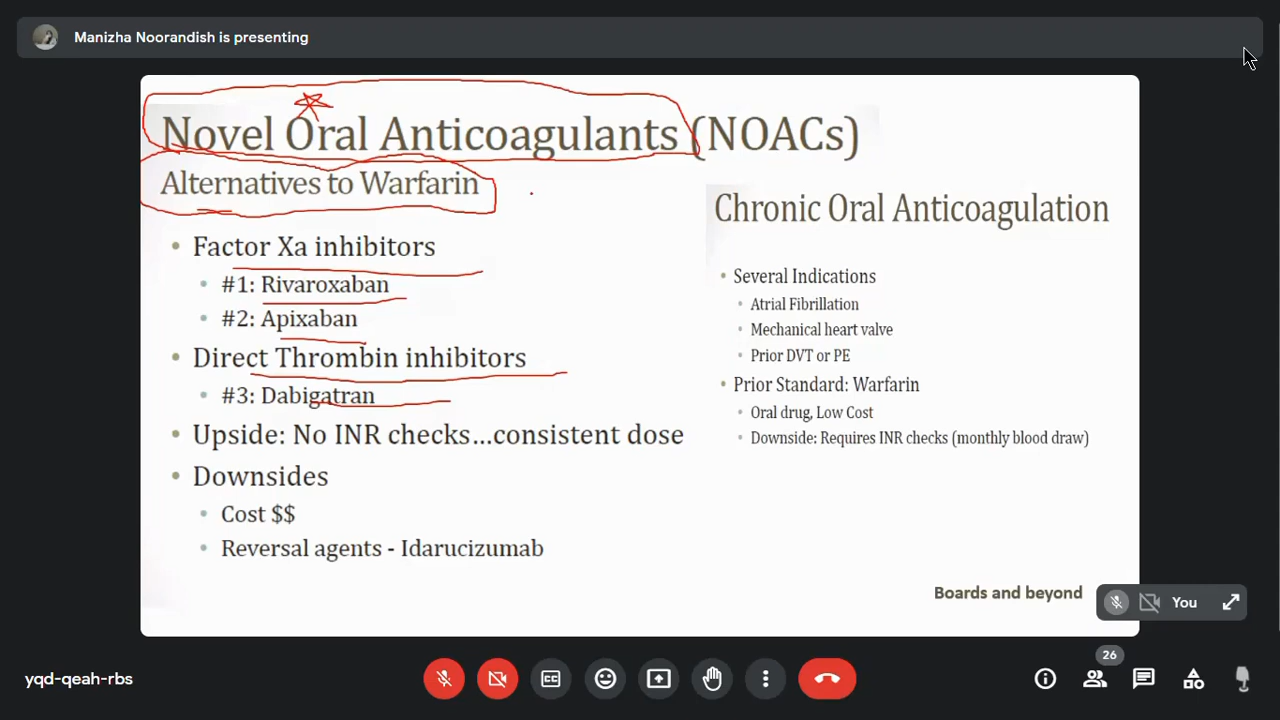 Manizha Noorandish is presenting
Novel Oral Anticoagulants (NOACs)
Alternatives to Warfarin
• Factor Xa inhibitors
• #1: Rivaroxaban
• #2: Apixaban
• Direct Thrombin inhibitors
• #3: Dabigatran
• Upside: No INR checks...consistent dose
• Downsides
• Cost $$
• Reversal agents - Idarucizumab
Chronic Oral Anticoagulation
• Several Indications
• Atrial Fibrillation
• Mechanical heart valve
• Prior DVT or PE
• Prior Standard: Warfarin
• Oral drug, Low Cost
• Downside: Requires INR checks (monthly blood draw)
Boards and beyond
You
26
yqd-qeah-rbs